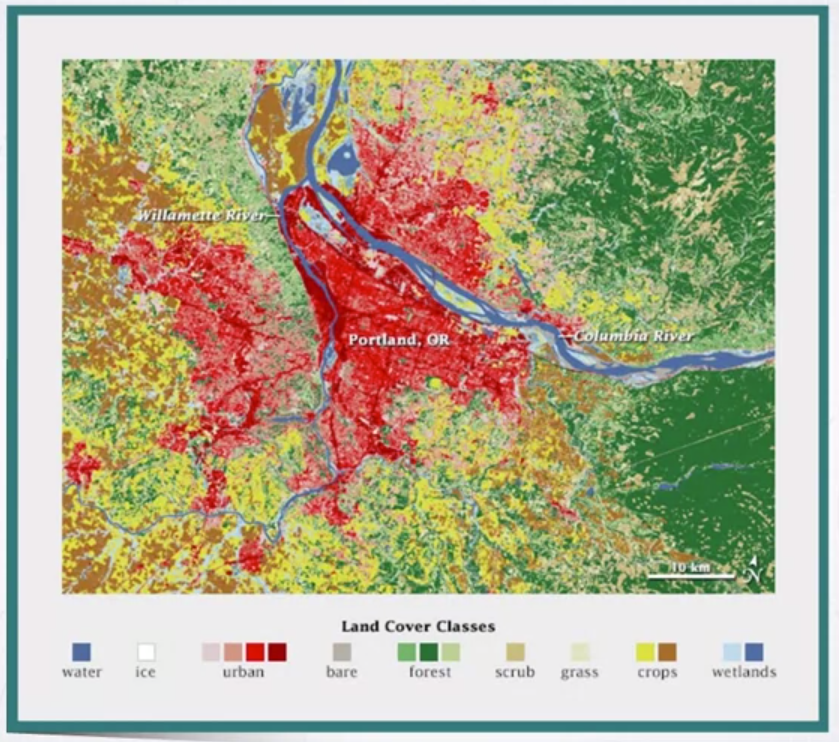 Willamette River
Portland, OR
Columbia River
10 km
N
Land Cover Classes
water ice urban bare forest scrub grass crops wetlands